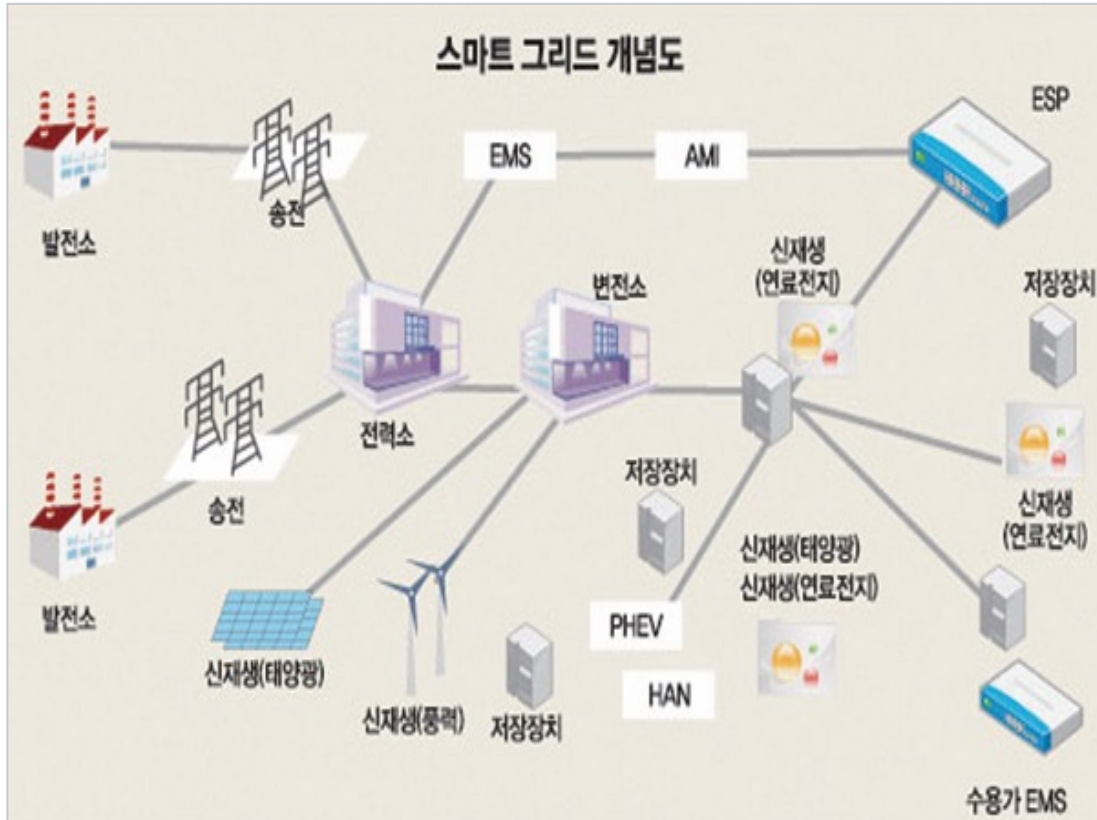 스마트 그리드 개념도
ESP
EMS
AMI
송전
발전소
신재생
(연료전지)
변전소
저장장치
전력소
저장장치
송전
신재생
(연료전지)
신재생(태양광)
신재생(연료전지)
발전소
PHEV
신재생(태양광)
HAN
신재생(풍력)
저장장치
수용가 EMS